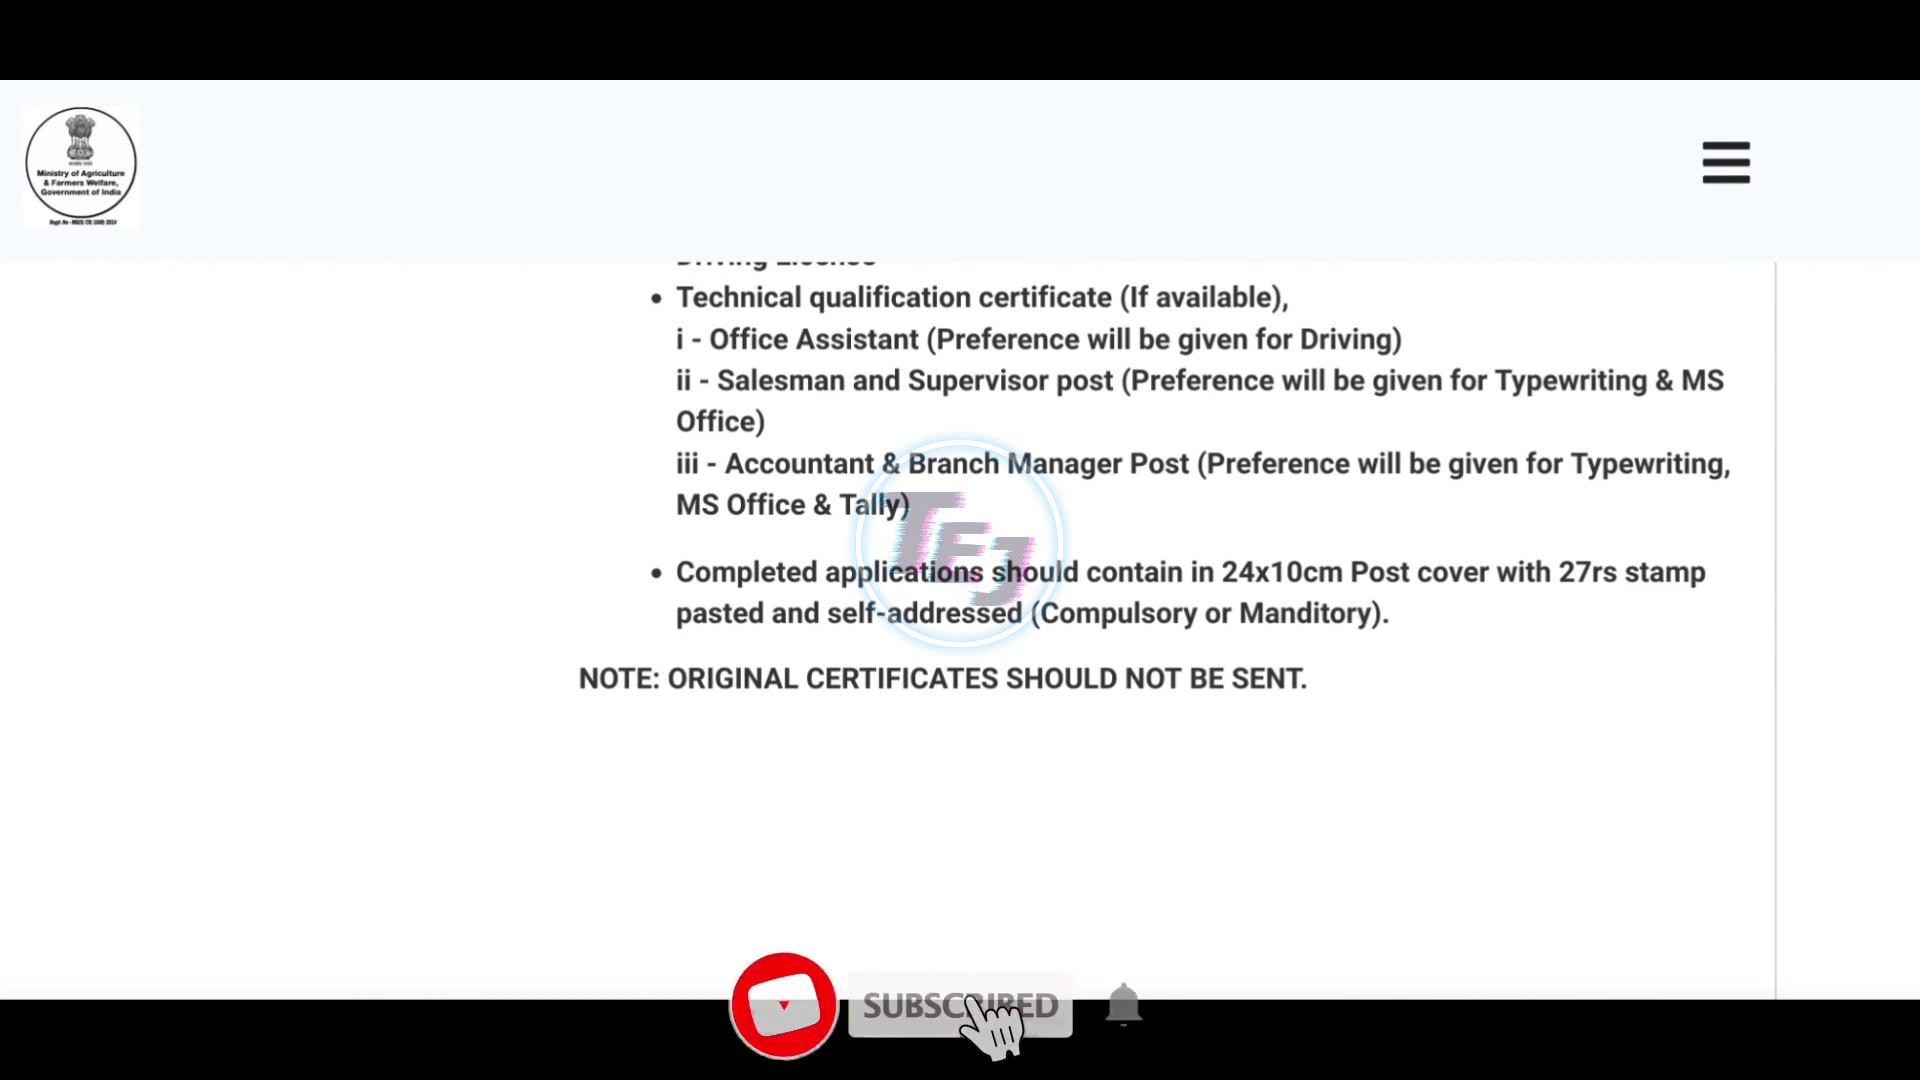 Ministry of Agriculture
& Farmers Welfare,
Government of India
Driving License
Technical qualification certificate (If available),
i - Office Assistant (Preference will be given for Driving)
ii - Salesman and Supervisor post (Preference will be given for Typewriting & MS
Office)
iii - Accountant & Branch Manager Post (Preference will be given for Typewriting,
MS Office & Tally)
TEJ
Completed applications should contain in 24x10cm Post cover with 27rs stamp
pasted and self-addressed (Compulsory or Manditory).
NOTE: ORIGINAL CERTIFICATES SHOULD NOT BE SENT.
SUBSCRIBED